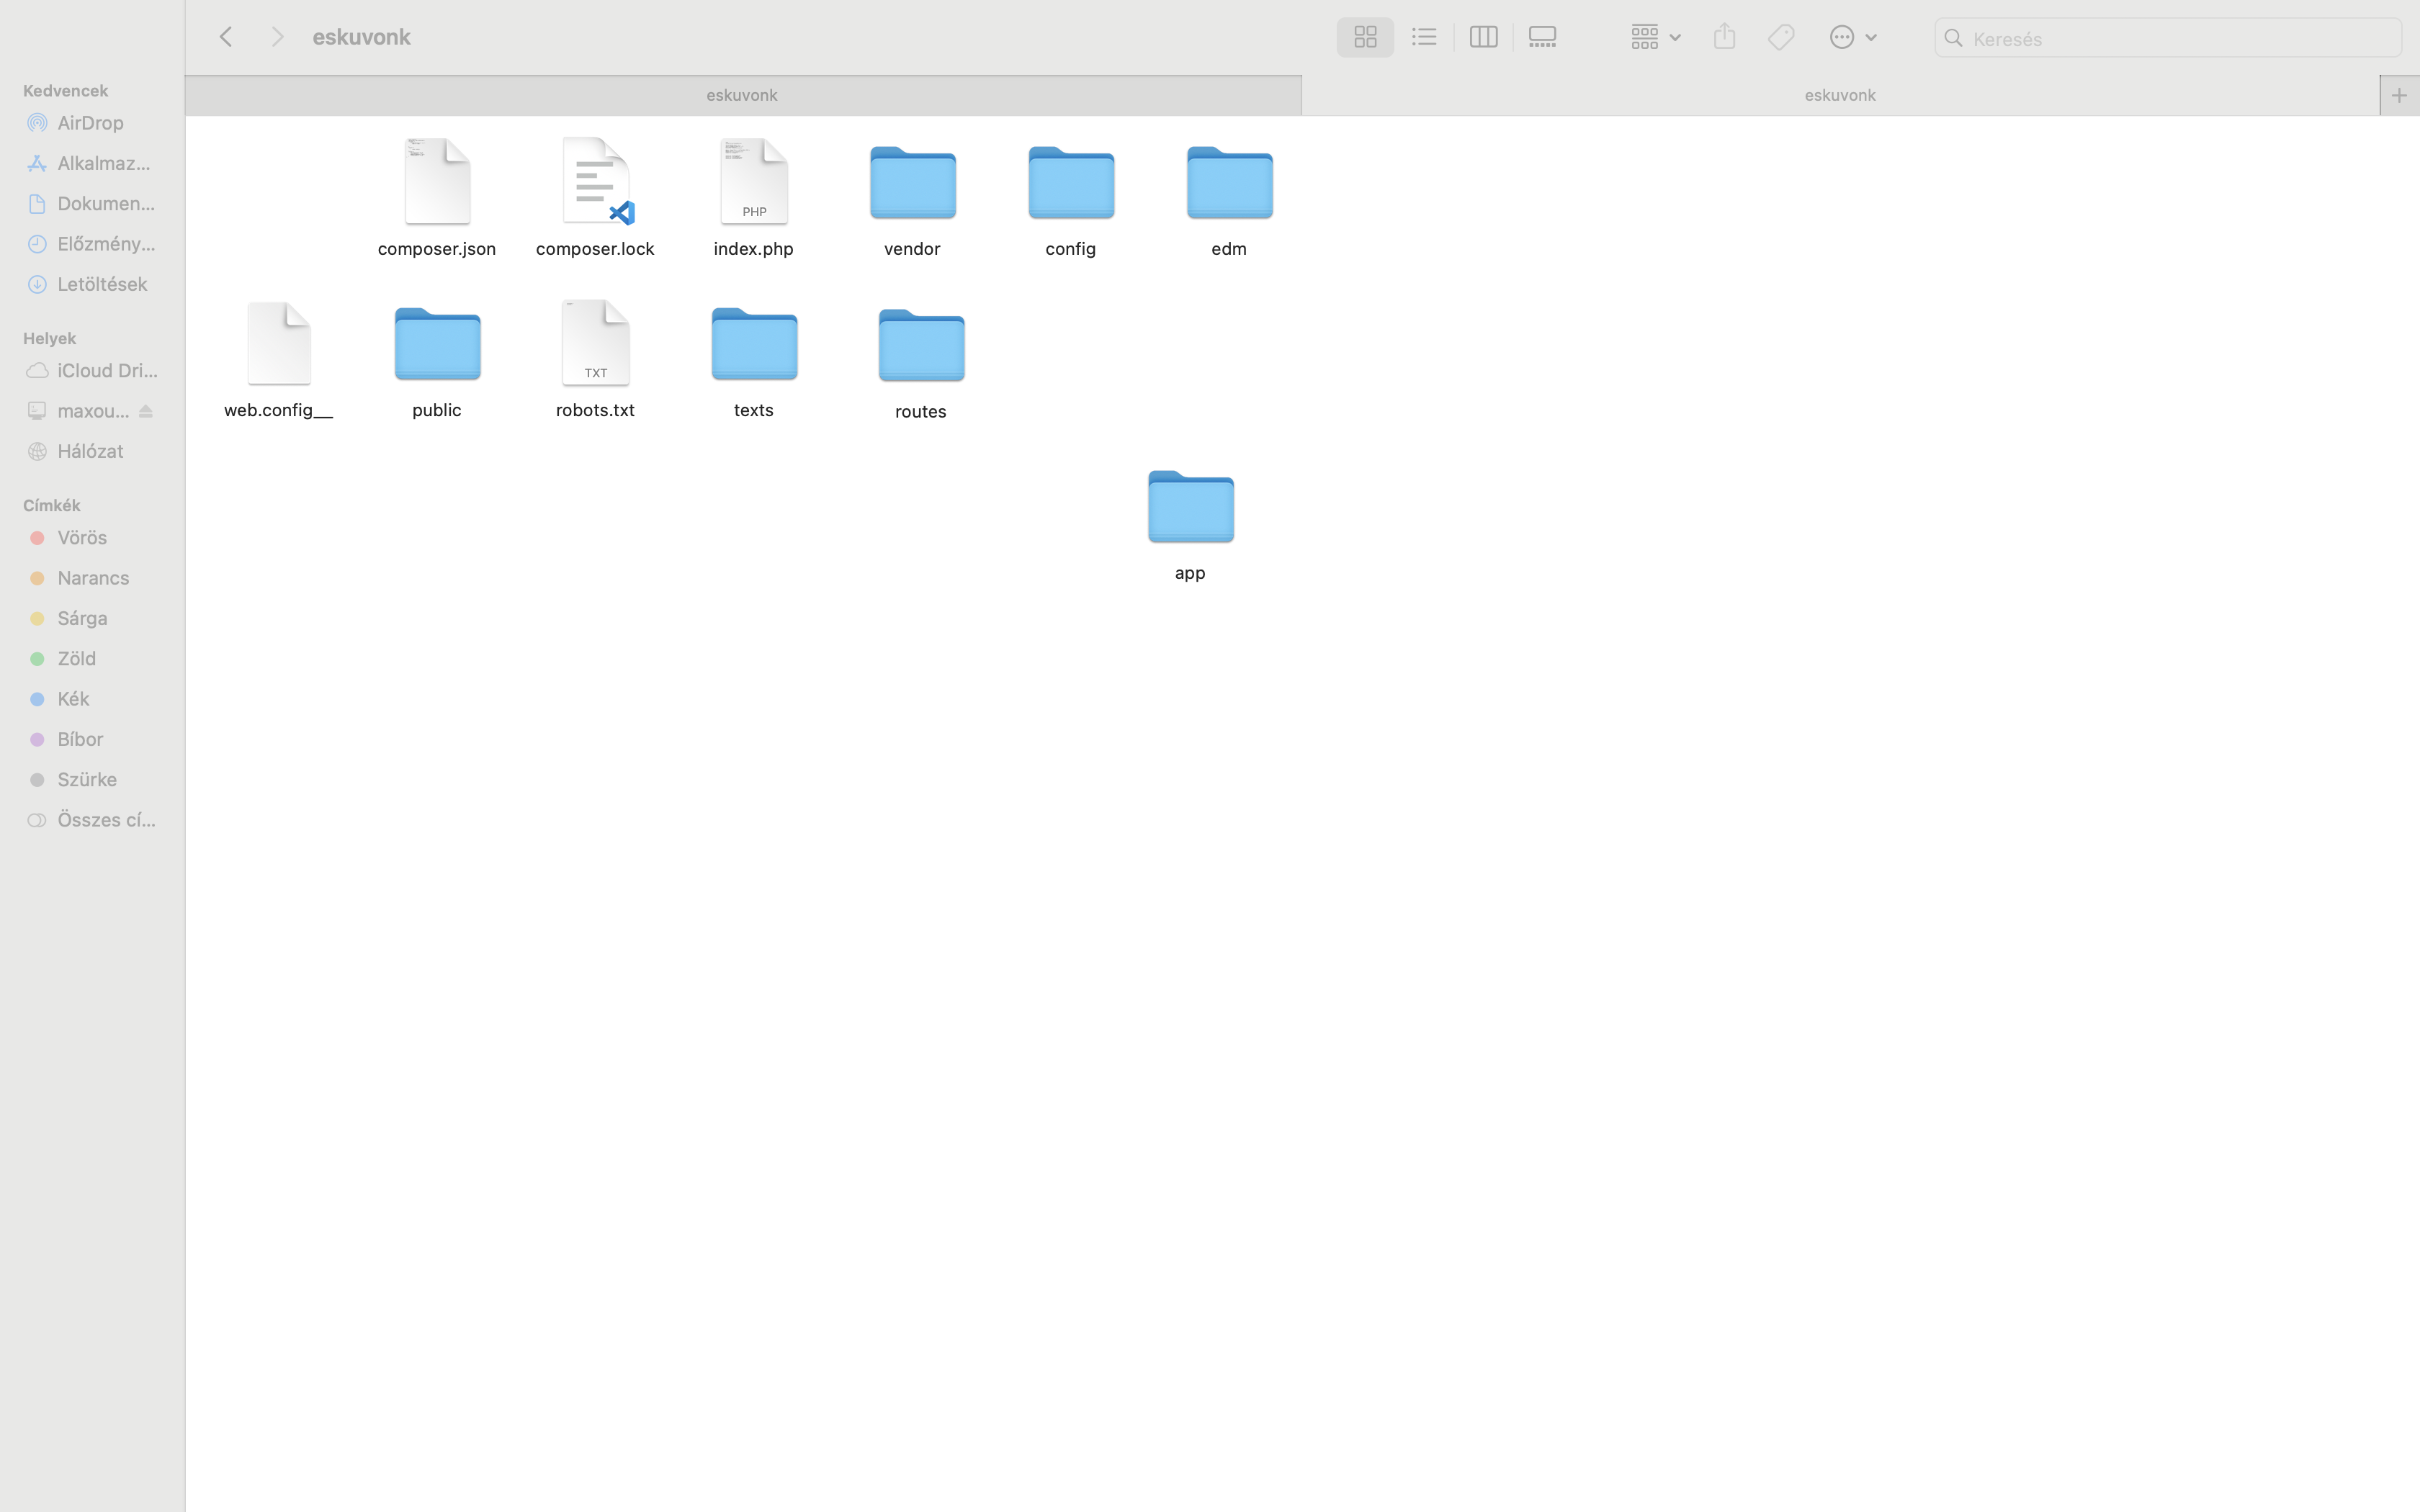 eskuvonk
Keresés
eskuvonk
eskuvonk
Kedvencek
AirDrop
Alkalmaz...
Dokumen...
Előzmény...
Letöltések
Helyek
iCloud Dri...
maxou...
Hálózat
Címkék
Vörös
Narancs
Sárga
Zöld
Kék
Bíbor
Szürke
Összes cí...
PHP
composer.json
composer.lock
index.php
vendor
config
edm
TXT
web.config__
public
robots.txt
texts
routes
app